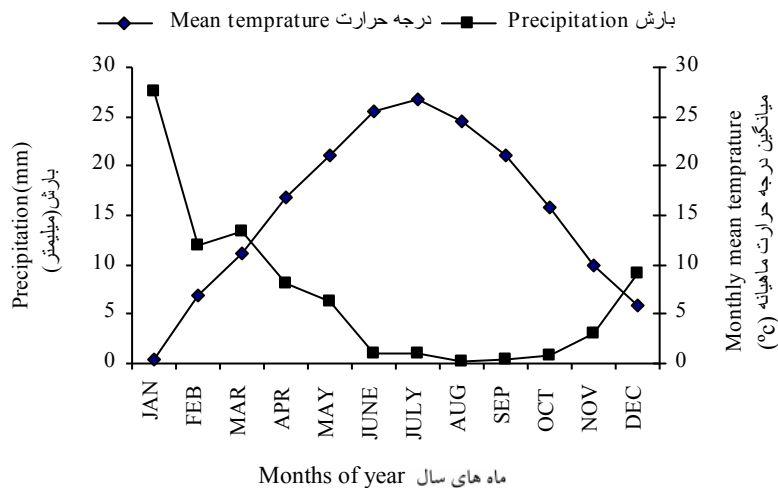 Mean temprature درجه حرارت
Precipitation بارش
Precipitation(mm)
بارش(میلیمتر)
30
25
20
15
10
5
0
30
25
20
15
10
5
0
میانگین درجه حرارت ماهیانه
Monthly mean temprature
(ºc)
JAN FEB MAR APR MAY JUNE JULY AUG SEP OCT NOV DEC
Months of year ماه های سال